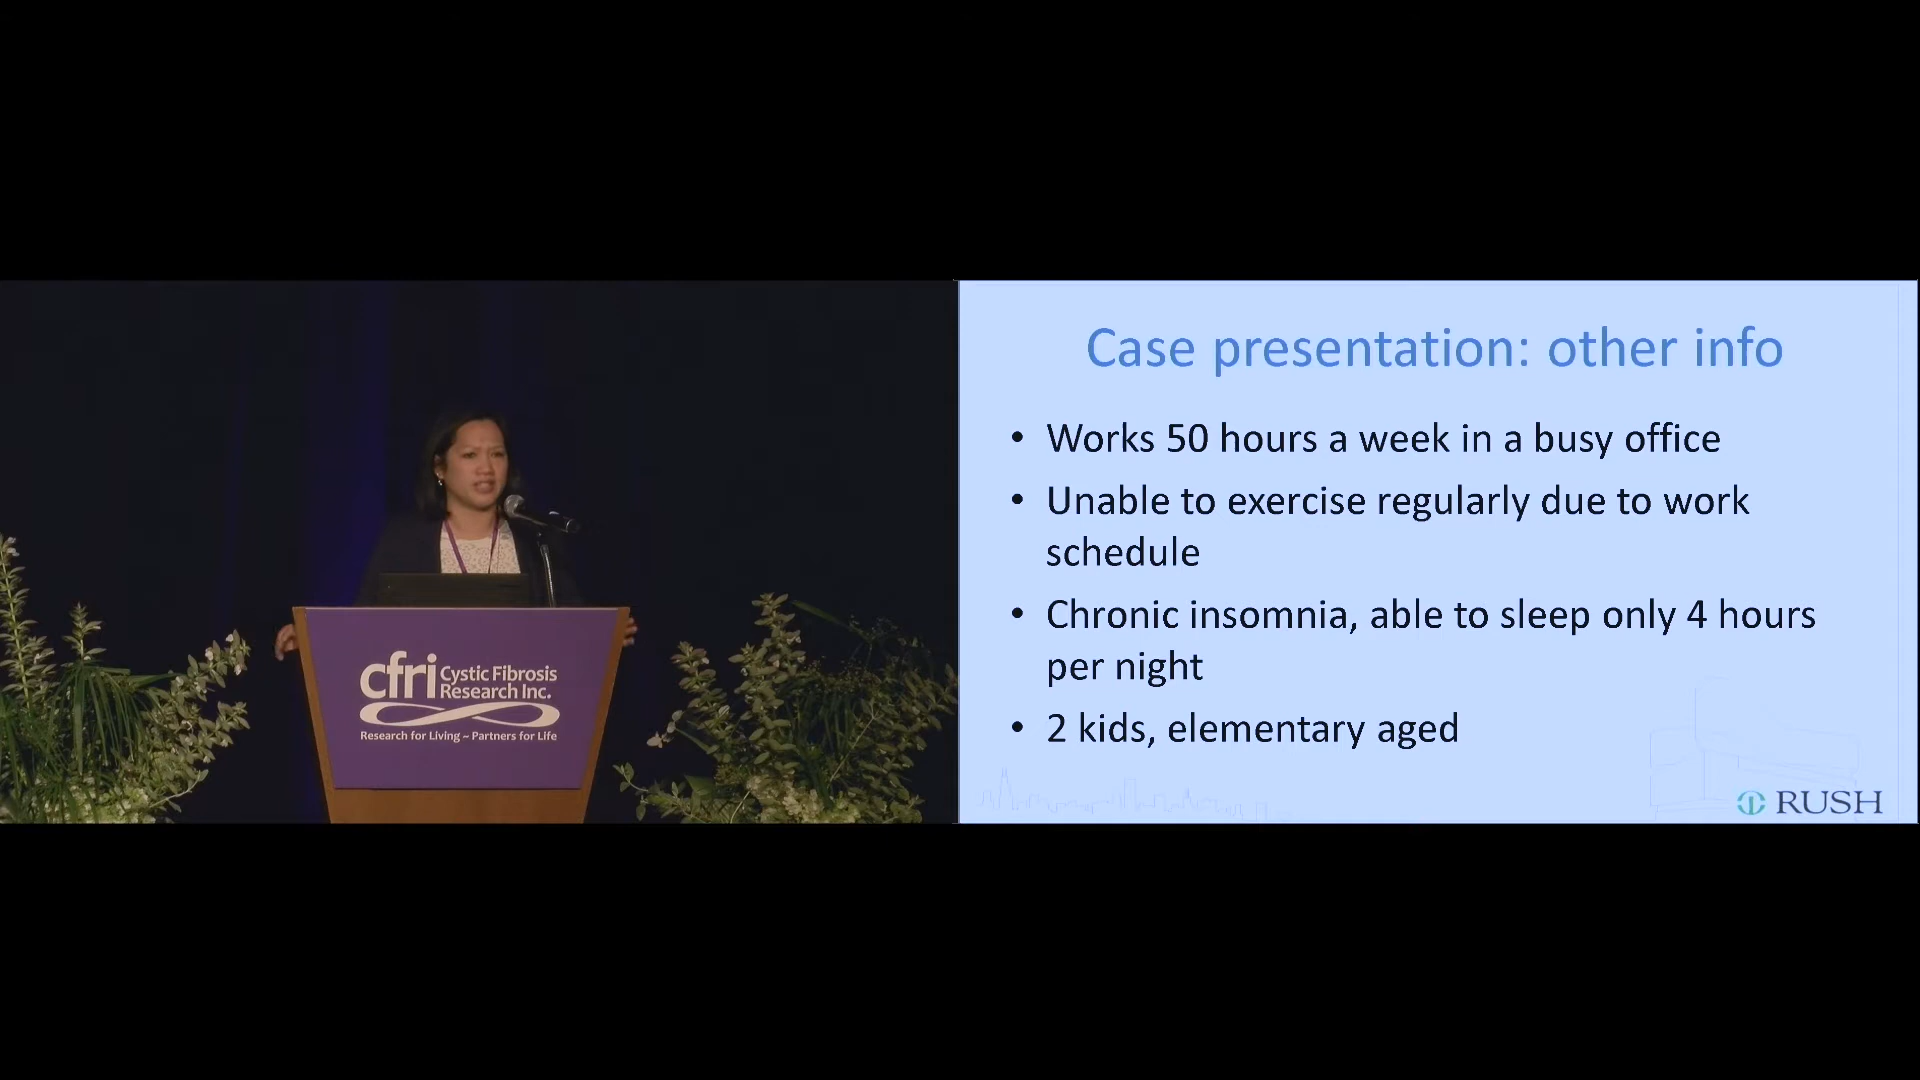 cfri Cystic Fibrosis
Research Inc.
Research for Living ~ Partners for Life
Case presentation: other info
• Works 50 hours a week in a busy office
• Unable to exercise regularly due to work
schedule
• Chronic insomnia, able to sleep only 4 hours
per night
• 2 kids, elementary aged
RUSH